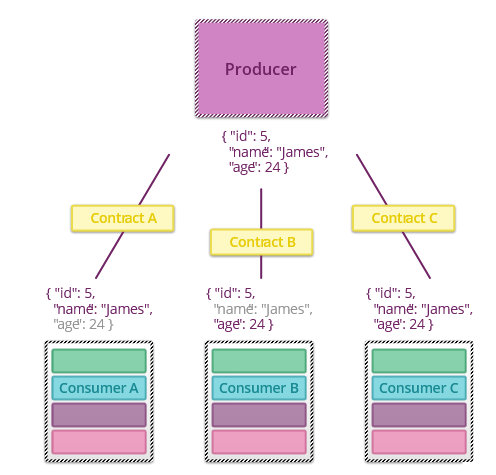 Producer
{ "id": 5,
"name": "James",
"age": 24 }
Contract A
Contract B
Contract C
{ "id": 5,
"name": "James",
"age": 24 }
{ "id": 5,
"name": "James",
"age": 24 }
{ "id": 5,
"name": "James",
"age": 24 }
Consumer A
Consumer B
Consumer C